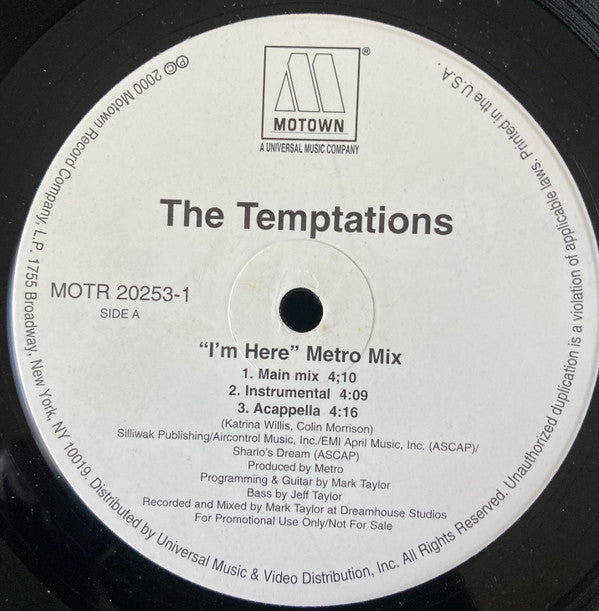 ®
MOTOWN
A UNIVERSAL MUSIC COMPANY
The Temptations
MOTR 20253-1
SIDE A
“I'm Here” Metro Mix
1. Main mix 4;10
2. Instrumental 4:09
3. Acappella 4:16
(Katrina Willis, Colin Morrison)
Silliwak Publishing/Aircontrol Music, Inc./EMI April Music, Inc. (ASCAP)/
Sharlo's Dream (ASCAP)
Produced by Metro
Programming & Guitar by Mark Taylor
Bass by Jeff Taylor
Recorded and Mixed by Mark Taylor at Dreamhouse Studios
For Promotional Use Only/Not For Sale
℗ © 2000 Motown Record Company, L.P. 1755 Broadway, New York, NY 10019. Distributed by Universal Music & Video Distribution, Inc. All Rights Reserved. Unauthorized duplication is a violation of applicable laws. Printed in the U.S.A.